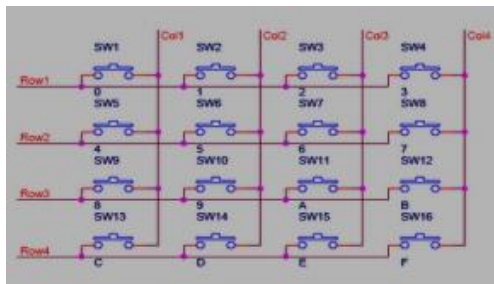 Col1 Col2 Col3 Col4
SW1 SW2 SW3 SW4
Row1
0 1 2 3
SW5 SW6 SW7 SW8
Row2
4 5 6 7
SW9 SW10 SW11 SW12
Row3
8 9 A B
SW13 SW14 SW15 SW16
Row4
C D E F